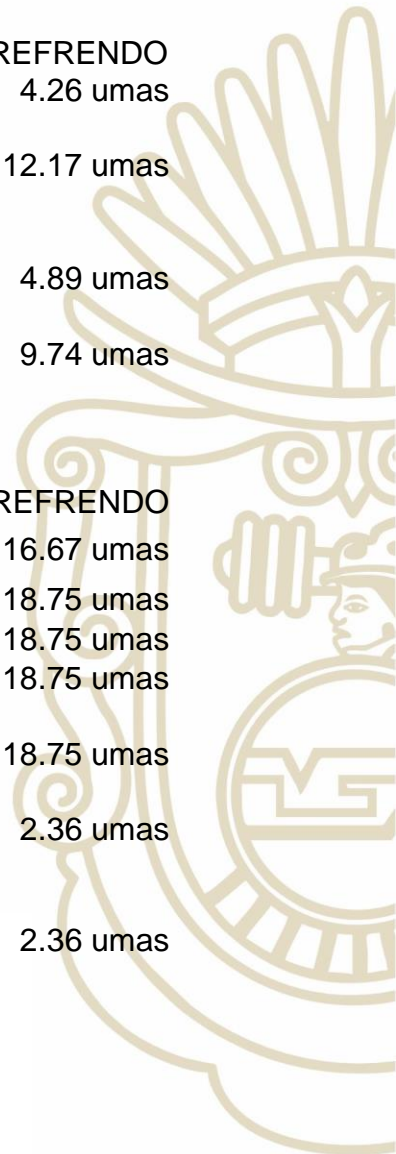 REFRENDO
4.26 umas
12.17 umas
4.89 umas
9.74 umas
REFRENDO
16.67 umas
18.75 umas
18.75 umas
18.75 umas
18.75 umas
2.36 umas
2.36 umas